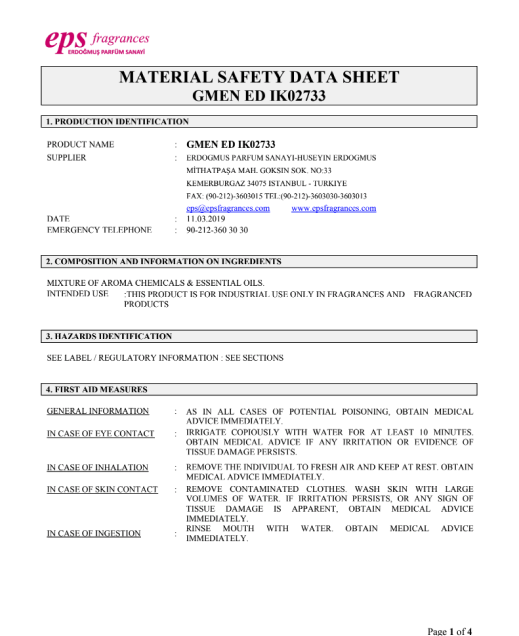 eps fragrances
ERDOĞMUŞ PARFÜM SANAYİ
MATERIAL SAFETY DATA SHEET
GMEN ED IK02733
1. PRODUCTION IDENTIFICATION
PRODUCT NAME : GMEN ED IK02733
SUPPLIER : ERDOGMUS PARFUM SANAYI-HUSEYIN ERDOGMUS
MİTHATPAŞA MAH. GOKSIN SOK. NO:33
KEMERBURGAZ 34075 ISTANBUL - TURKIYE
FAX: (90-212)-3603015 TEL:(90-212)-3603030-3603013
eps@epsfragrances.com www.epsfragrances.com
DATE : 11.03.2019
EMERGENCY TELEPHONE : 90-212-360 30 30
2. COMPOSITION AND INFORMATION ON INGREDIENTS
MIXTURE OF AROMA CHEMICALS & ESSENTIAL OILS.
INTENDED USE :THIS PRODUCT IS FOR INDUSTRIAL USE ONLY IN FRAGRANCES AND FRAGRANCED
PRODUCTS
3. HAZARDS IDENTIFICATION
SEE LABEL / REGULATORY INFORMATION : SEE SECTIONS
4. FIRST AID MEASURES
GENERAL INFORMATION : AS IN ALL CASES OF POTENTIAL POISONING, OBTAIN MEDICAL
ADVICE IMMEDIATELY.
IN CASE OF EYE CONTACT : IRRIGATE COPIOUSLY WITH WATER FOR AT LEAST 10 MINUTES.
OBTAIN MEDICAL ADVICE IF ANY IRRITATION OR EVIDENCE OF
TISSUE DAMAGE PERSISTS.
IN CASE OF INHALATION : REMOVE THE INDIVIDUAL TO FRESH AIR AND KEEP AT REST. OBTAIN
MEDICAL ADVICE IMMEDIATELY.
IN CASE OF SKIN CONTACT : REMOVE CONTAMINATED CLOTHES. WASH SKIN WITH LARGE
VOLUMES OF WATER. IF IRRITATION PERSISTS, OR ANY SIGN OF
TISSUE DAMAGE IS APPARENT, OBTAIN MEDICAL ADVICE
IMMEDIATELY.
IN CASE OF INGESTION : RINSE MOUTH WITH WATER. OBTAIN MEDICAL ADVICE
IMMEDIATELY.
Page 1 of 4